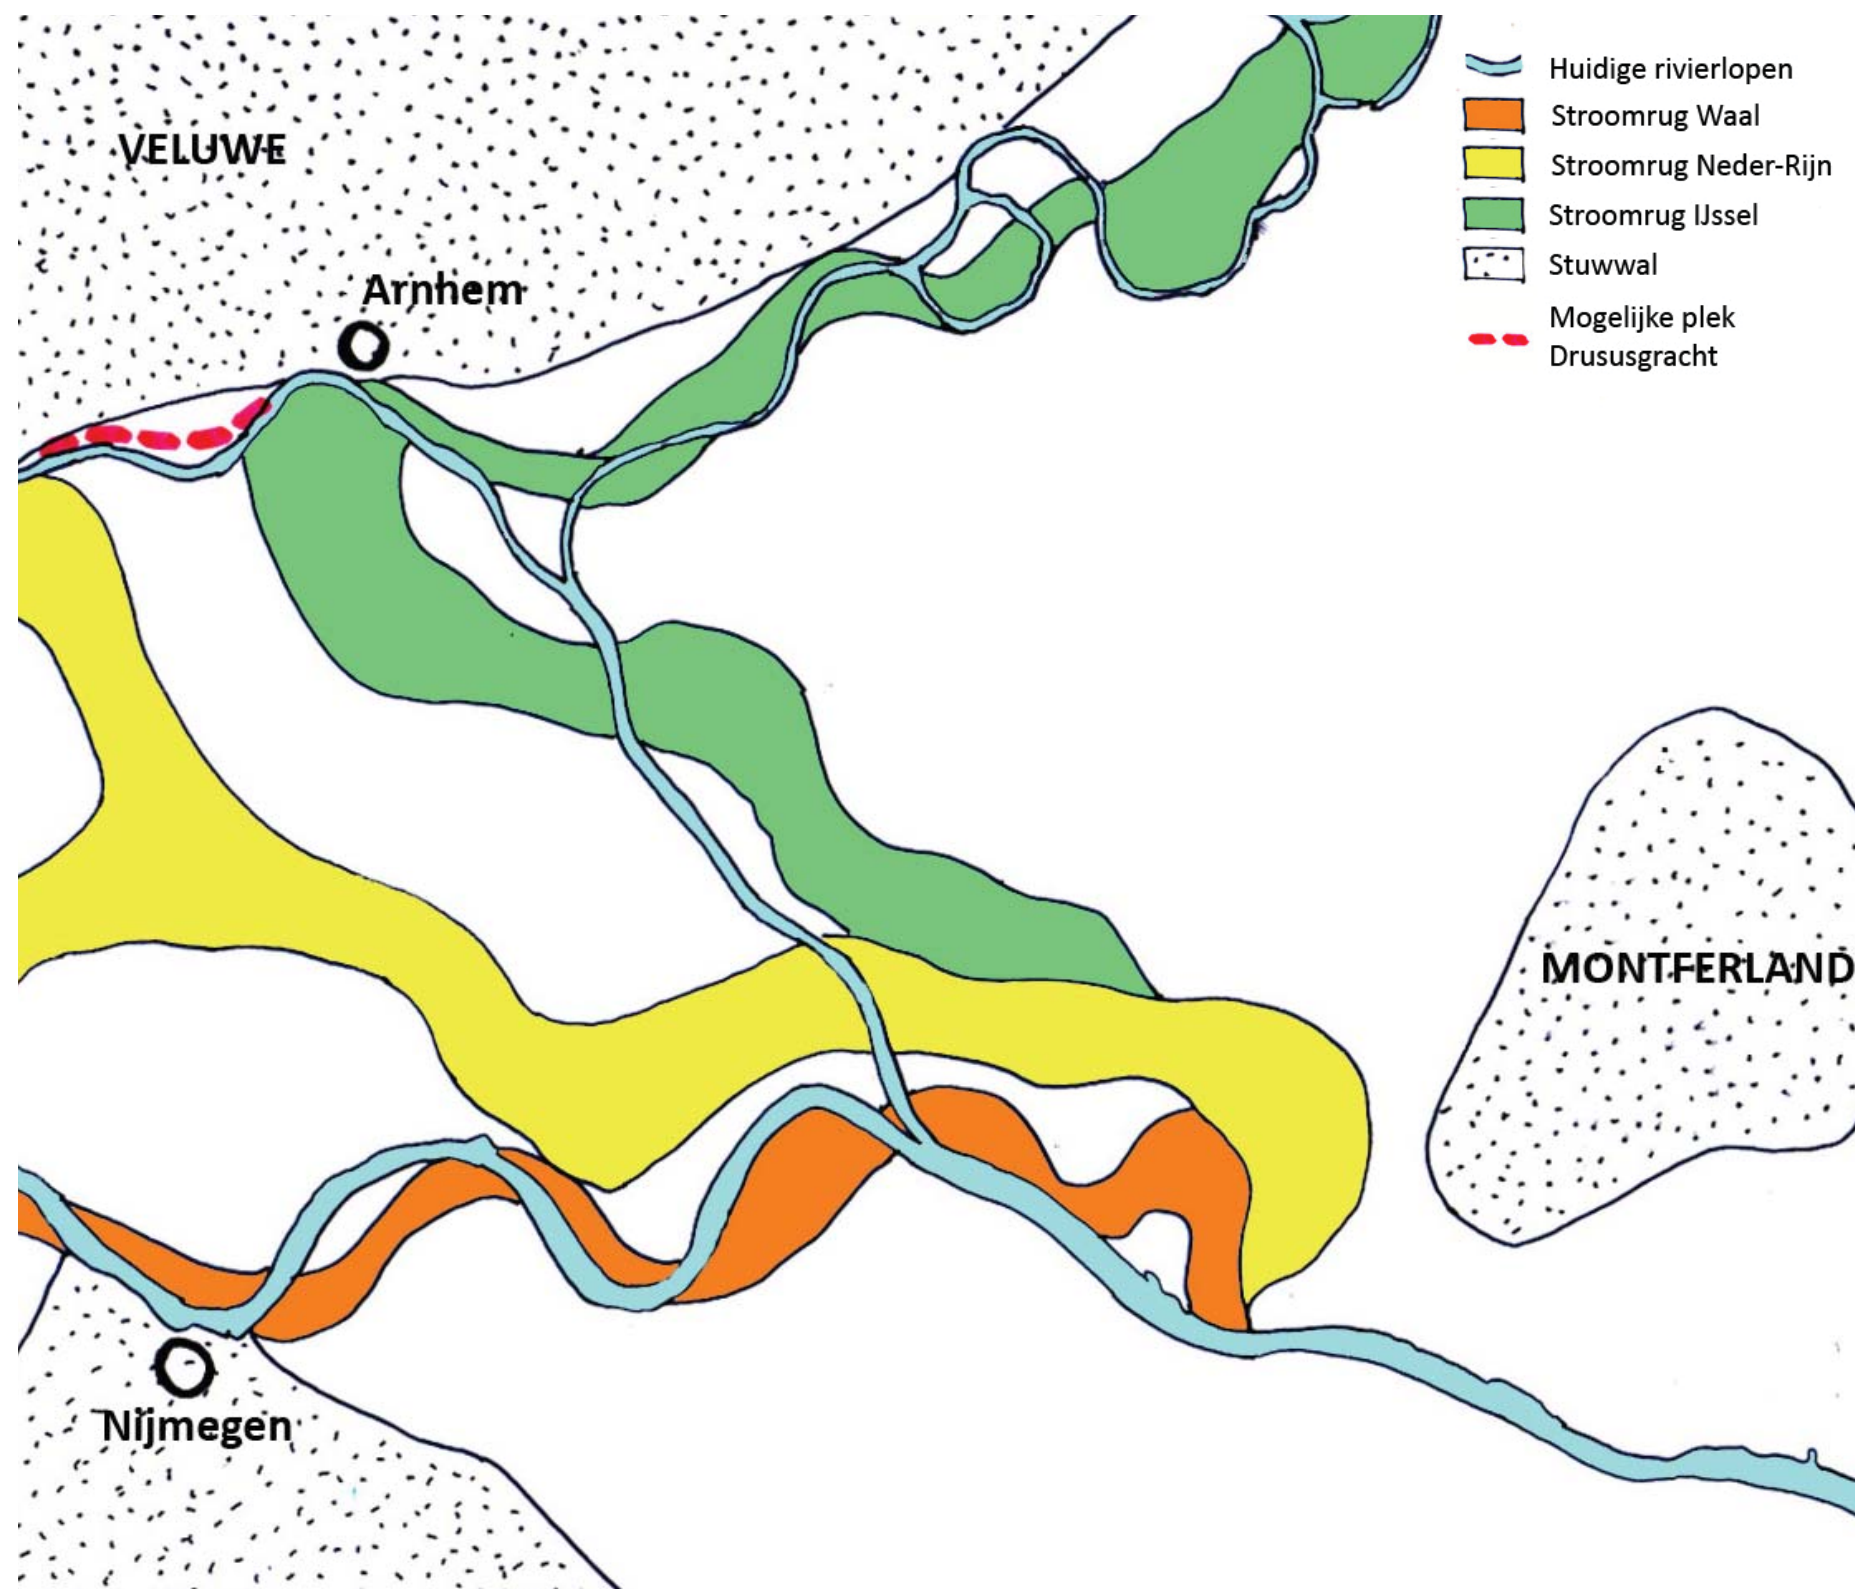 VELUWE
Arnhem
Nijmegen
MONTFERLAND
Huidige rivierlopen
Stroomrug Waal
Stroomrug Neder-Rijn
Stroomrug IJssel
Stuwwal
Mogelijke plek
Drususgracht